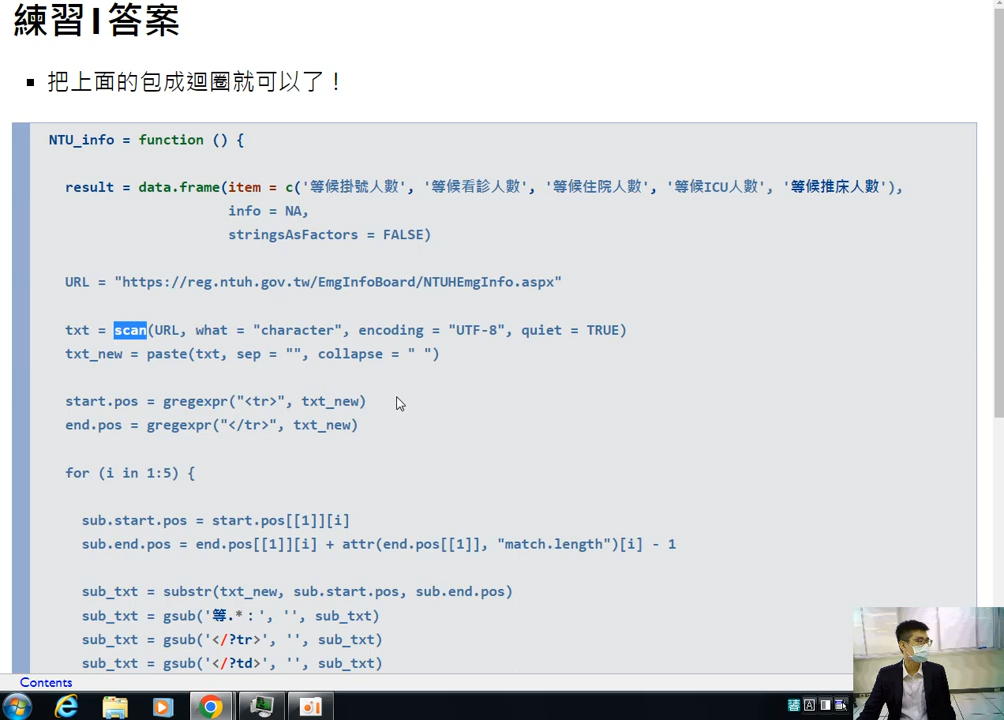 練習1答案
▪ 把上面的包成迴圈就可以了！
NTU_info = function () {
result = data.frame(item = c('等候掛號人數', '等候看診人數', '等候住院人數', '等候ICU人數', '等候推床人數'),
info = NA,
stringsAsFactors = FALSE)
URL = "https://reg.ntuh.gov.tw/EmgInfoBoard/NTUHEmgInfo.aspx"
txt = scan(URL, what = "character", encoding = "UTF-8", quiet = TRUE)
txt_new = paste(txt, sep = "", collapse = " ")
start.pos = gregexpr("<tr>", txt_new)
end.pos = gregexpr("</tr>", txt_new)
for (i in 1:5) {
sub.start.pos = start.pos[[1]][i]
sub.end.pos = end.pos[[1]][i] + attr(end.pos[[1]], "match.length")[i] - 1
sub_txt = substr(txt_new, sub.start.pos, sub.end.pos)
sub_txt = gsub('等.*：', '', sub_txt)
sub_txt = gsub('</?tr>', '', sub_txt)
sub_txt = gsub('</?td>', '', sub_txt)
Contents